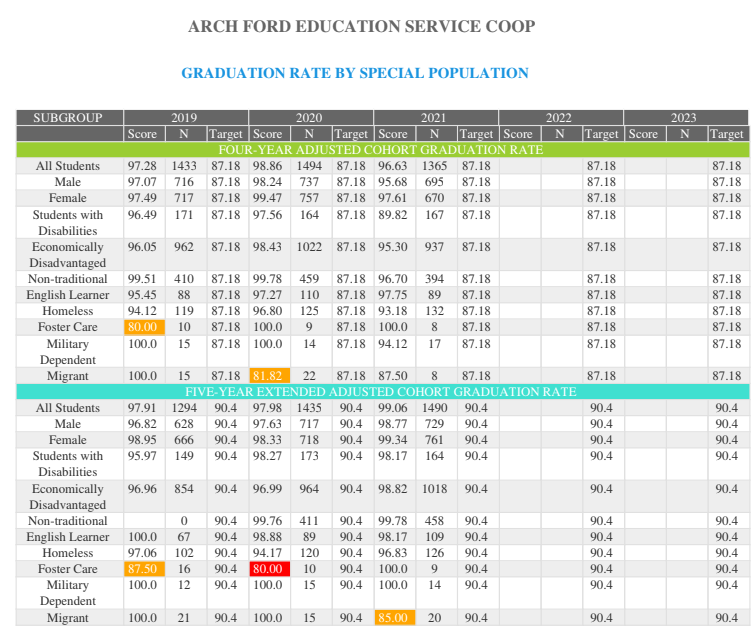 ARCH FORD EDUCATION SERVICE COOP
GRADUATION RATE BY SPECIAL POPULATION
SUBGROUP 2019 2020 2021 2022 2023
Score N Target Score N Target Score N Target Score N Target Score N Target
FOUR-YEAR ADJUSTED COHORT GRADUATION RATE
All Students 97.28 1433 87.18 98.86 1494 87.18 96.63 1365 87.18 87.18 87.18
Male 97.07 716 87.18 98.24 737 87.18 95.68 695 87.18 87.18 87.18
Female 97.49 717 87.18 99.47 757 87.18 97.61 670 87.18 87.18 87.18
Students with 96.49 171 87.18 97.56 164 87.18 89.82 167 87.18 87.18 87.18
Disabilities
Economically 96.05 962 87.18 98.43 1022 87.18 95.30 937 87.18 87.18 87.18
Disadvantaged
Non-traditional 99.51 410 87.18 99.78 459 87.18 96.70 394 87.18 87.18 87.18
English Learner 95.45 88 87.18 97.27 110 87.18 97.75 89 87.18 87.18 87.18
Homeless 94.12 119 87.18 96.80 125 87.18 93.18 132 87.18 87.18 87.18
Foster Care 80.00 10 87.18 100.0 9 87.18 100.0 8 87.18 87.18 87.18
Military 100.0 15 87.18 100.0 14 87.18 94.12 17 87.18 87.18 87.18
Dependent
Migrant 100.0 15 87.18 81.82 22 87.18 87.50 8 87.18 87.18 87.18
FIVE-YEAR EXTENDED ADJUSTED COHORT GRADUATION RATE
All Students 97.91 1294 90.4 97.98 1435 90.4 99.06 1490 90.4 90.4 90.4
Male 96.82 628 90.4 97.63 717 90.4 98.77 729 90.4 90.4 90.4
Female 98.95 666 90.4 98.33 718 90.4 99.34 761 90.4 90.4 90.4
Students with 95.97 149 90.4 98.27 173 90.4 98.17 164 90.4 90.4 90.4
Disabilities
Economically 96.96 854 90.4 96.99 964 90.4 98.82 1018 90.4 90.4 90.4
Disadvantaged
Non-traditional 0 90.4 99.76 411 90.4 99.78 458 90.4 90.4 90.4
English Learner 100.0 67 90.4 98.88 89 90.4 98.17 109 90.4 90.4 90.4
Homeless 97.06 102 90.4 94.17 120 90.4 96.83 126 90.4 90.4 90.4
Foster Care 87.50 16 90.4 80.00 10 90.4 100.0 9 90.4 90.4 90.4
Military 100.0 12 90.4 100.0 15 90.4 100.0 14 90.4 90.4 90.4
Dependent
Migrant 100.0 21 90.4 100.0 15 90.4 85.00 20 90.4 90.4 90.4